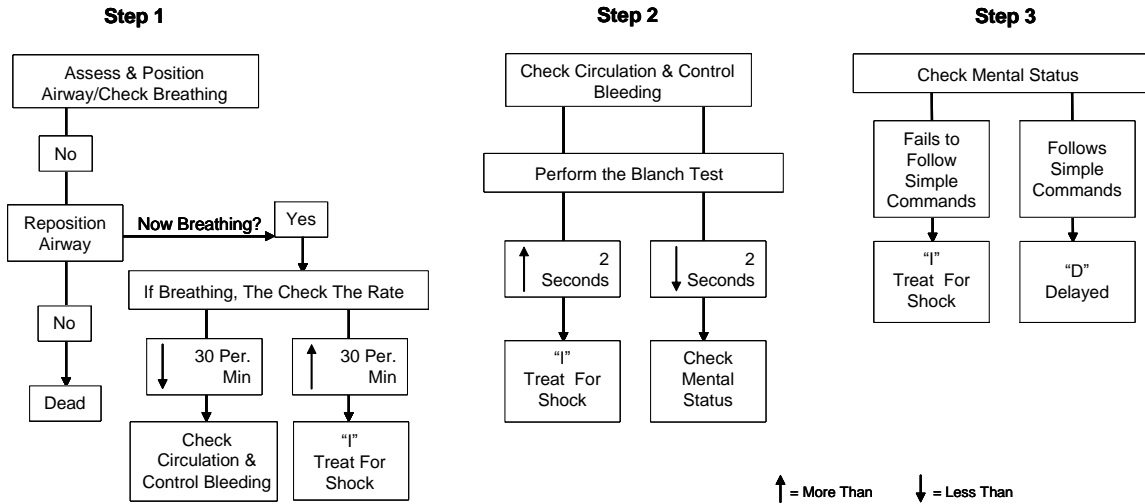 Step 1
Assess & Position
Airway/Check Breathing
No
Reposition
Airway
Now Breathing?
Yes
If Breathing, The Check The Rate
No
30 Per.
Min
30 Per.
Min
Dead
Check
Circulation &
Control Bleeding
“I”
Treat For
Shock
Step 2
Check Circulation & Control
Bleeding
Perform the Blanch Test
2
Seconds
2
Seconds
“I”
Treat For
Shock
Check
Mental
Status
Step 3
Check Mental Status
Fails to
Follow
Simple
Commands
Follows
Simple
Commands
“I”
Treat For
Shock
“D”
Delayed
= More Than
= Less Than